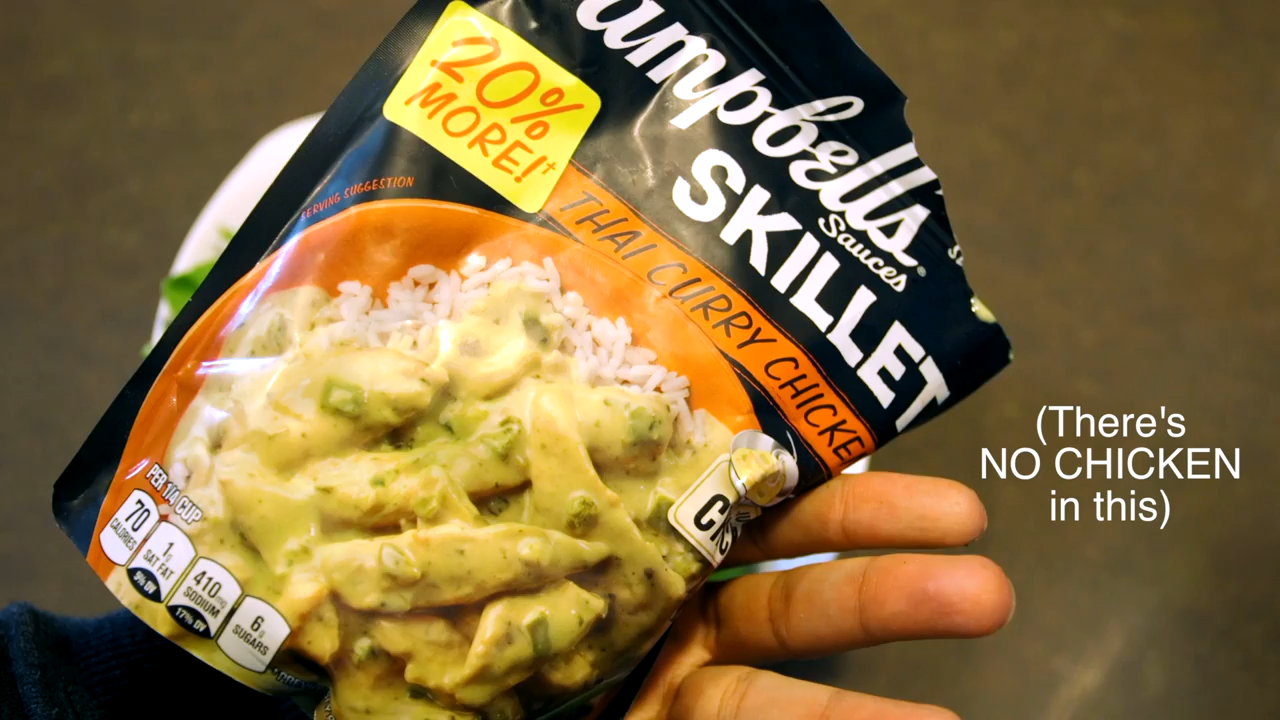 20%
MORE!†
SERVING SUGGESTION
ampbell's®
Sauces
SKILLET
THAI CURRY CHICKE
PER 1/4 CUP
70
CALORIES
1g
SAT FAT
5% DV
410mg
SODIUM
17% DV
6g
SUGARS
(There's
NO CHICKEN
in this)